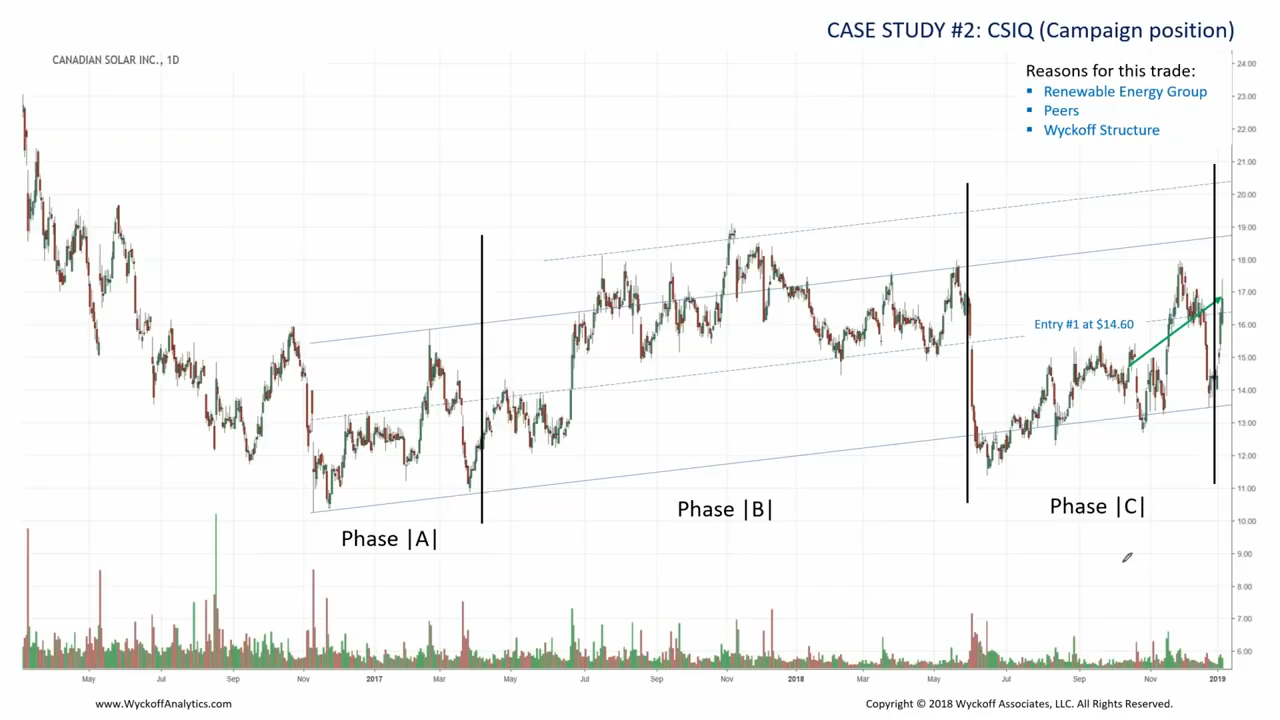 CASE STUDY #2: CSIQ (Campaign position)
CANADIAN SOLAR INC., 1D
Reasons for this trade:
▪ Renewable Energy Group
▪ Peers
▪ Wyckoff Structure
24.00
23.00
22.00
21.00
20.00
19.00
18.00
17.00
16.00
15.00
14.00
13.00
12.00
11.00
10.00
9.00
8.00
7.00
6.00
Entry #1 at $14.60
Phase |A|
Phase |B|
Phase |C|
May Jul Sep Nov 2017 Mar May Jul Sep Nov 2018 Mar May Jul Sep Nov 2019
www.WyckoffAnalytics.com
Copyright © 2018 Wyckoff Associates, LLC. All Rights Reserved.